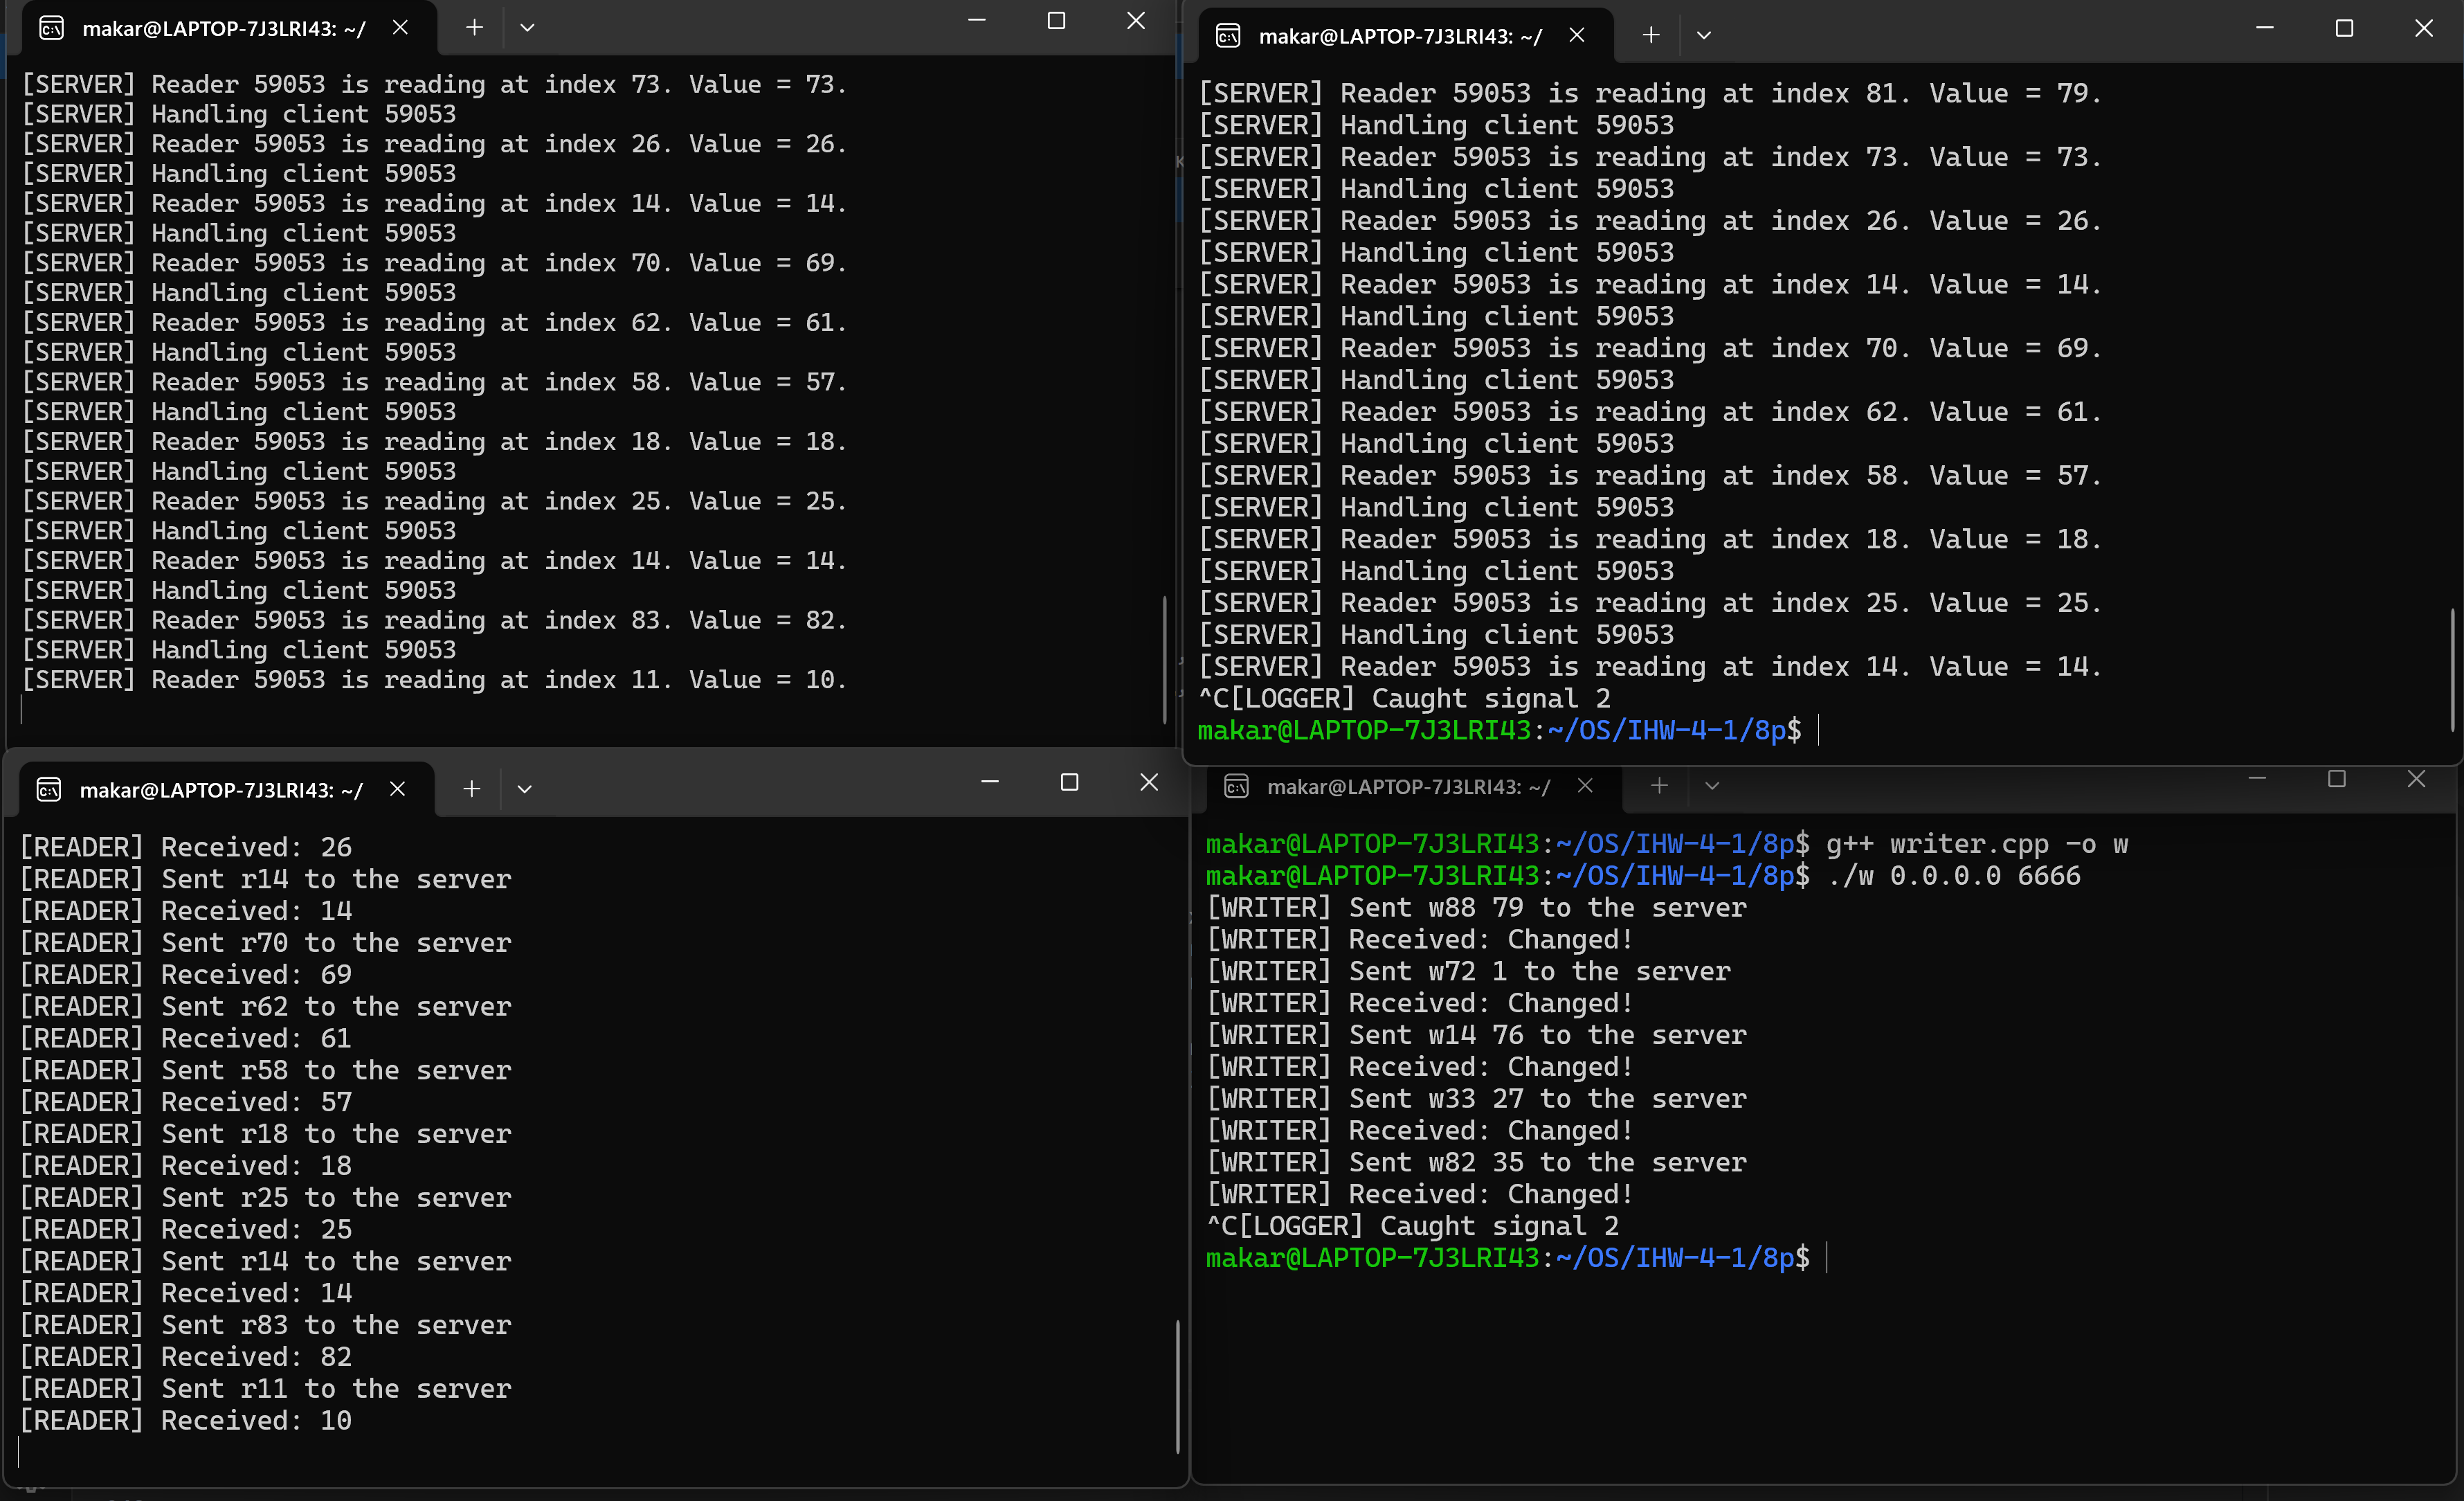 makar@LAPTOP-7J3LRI43: ~/
[SERVER] Reader 59053 is reading at index 73. Value = 73.
[SERVER] Handling client 59053
[SERVER] Reader 59053 is reading at index 26. Value = 26.
[SERVER] Handling client 59053
[SERVER] Reader 59053 is reading at index 14. Value = 14.
[SERVER] Handling client 59053
[SERVER] Reader 59053 is reading at index 70. Value = 69.
[SERVER] Handling client 59053
[SERVER] Reader 59053 is reading at index 62. Value = 61.
[SERVER] Handling client 59053
[SERVER] Reader 59053 is reading at index 58. Value = 57.
[SERVER] Handling client 59053
[SERVER] Reader 59053 is reading at index 18. Value = 18.
[SERVER] Handling client 59053
[SERVER] Reader 59053 is reading at index 25. Value = 25.
[SERVER] Handling client 59053
[SERVER] Reader 59053 is reading at index 14. Value = 14.
[SERVER] Handling client 59053
[SERVER] Reader 59053 is reading at index 83. Value = 82.
[SERVER] Handling client 59053
[SERVER] Reader 59053 is reading at index 11. Value = 10.
makar@LAPTOP-7J3LRI43: ~/
[SERVER] Reader 59053 is reading at index 81. Value = 79.
[SERVER] Handling client 59053
[SERVER] Reader 59053 is reading at index 73. Value = 73.
[SERVER] Handling client 59053
[SERVER] Reader 59053 is reading at index 26. Value = 26.
[SERVER] Handling client 59053
[SERVER] Reader 59053 is reading at index 14. Value = 14.
[SERVER] Handling client 59053
[SERVER] Reader 59053 is reading at index 70. Value = 69.
[SERVER] Handling client 59053
[SERVER] Reader 59053 is reading at index 62. Value = 61.
[SERVER] Handling client 59053
[SERVER] Reader 59053 is reading at index 58. Value = 57.
[SERVER] Handling client 59053
[SERVER] Reader 59053 is reading at index 18. Value = 18.
[SERVER] Handling client 59053
[SERVER] Reader 59053 is reading at index 25. Value = 25.
[SERVER] Handling client 59053
[SERVER] Reader 59053 is reading at index 14. Value = 14.
^C[LOGGER] Caught signal 2
makar@LAPTOP-7J3LRI43:~/OS/IHW-4-1/8p$
makar@LAPTOP-7J3LRI43: ~/
[READER] Received: 26
[READER] Sent r14 to the server
[READER] Received: 14
[READER] Sent r70 to the server
[READER] Received: 69
[READER] Sent r62 to the server
[READER] Received: 61
[READER] Sent r58 to the server
[READER] Received: 57
[READER] Sent r18 to the server
[READER] Received: 18
[READER] Sent r25 to the server
[READER] Received: 25
[READER] Sent r14 to the server
[READER] Received: 14
[READER] Sent r83 to the server
[READER] Received: 82
[READER] Sent r11 to the server
[READER] Received: 10
makar@LAPTOP-7J3LRI43: ~/
makar@LAPTOP-7J3LRI43:~/OS/IHW-4-1/8p$ g++ writer.cpp -o w
makar@LAPTOP-7J3LRI43:~/OS/IHW-4-1/8p$ ./w 0.0.0.0 6666
[WRITER] Sent w88 79 to the server
[WRITER] Received: Changed!
[WRITER] Sent w72 1 to the server
[WRITER] Received: Changed!
[WRITER] Sent w14 76 to the server
[WRITER] Received: Changed!
[WRITER] Sent w33 27 to the server
[WRITER] Received: Changed!
[WRITER] Sent w82 35 to the server
[WRITER] Received: Changed!
^C[LOGGER] Caught signal 2
makar@LAPTOP-7J3LRI43:~/OS/IHW-4-1/8p$